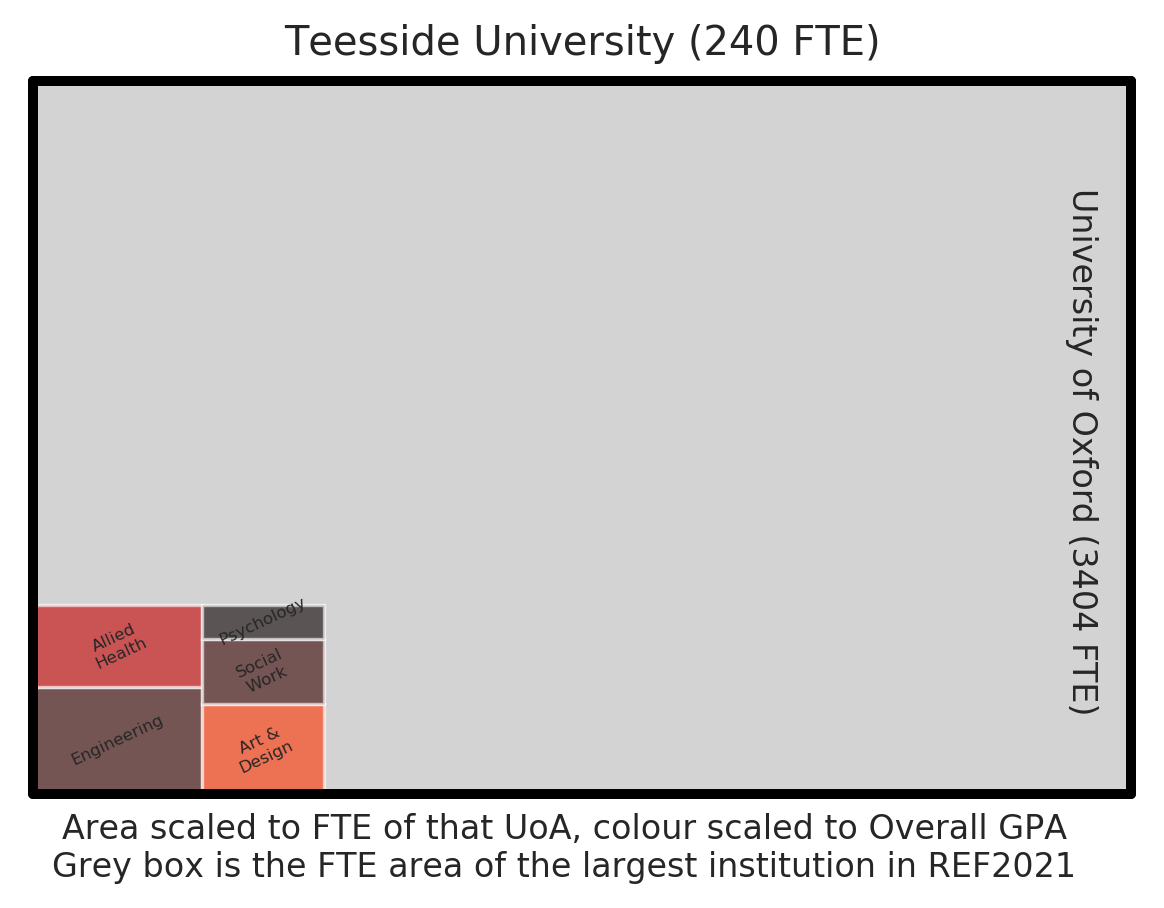 Teesside University (240 FTE)
University of Oxford (3404 FTE)
Psychology
Allied
Health
Social
Work
Engineering
Art &
Design
Area scaled to FTE of that UoA, colour scaled to Overall GPA
Grey box is the FTE area of the largest institution in REF2021